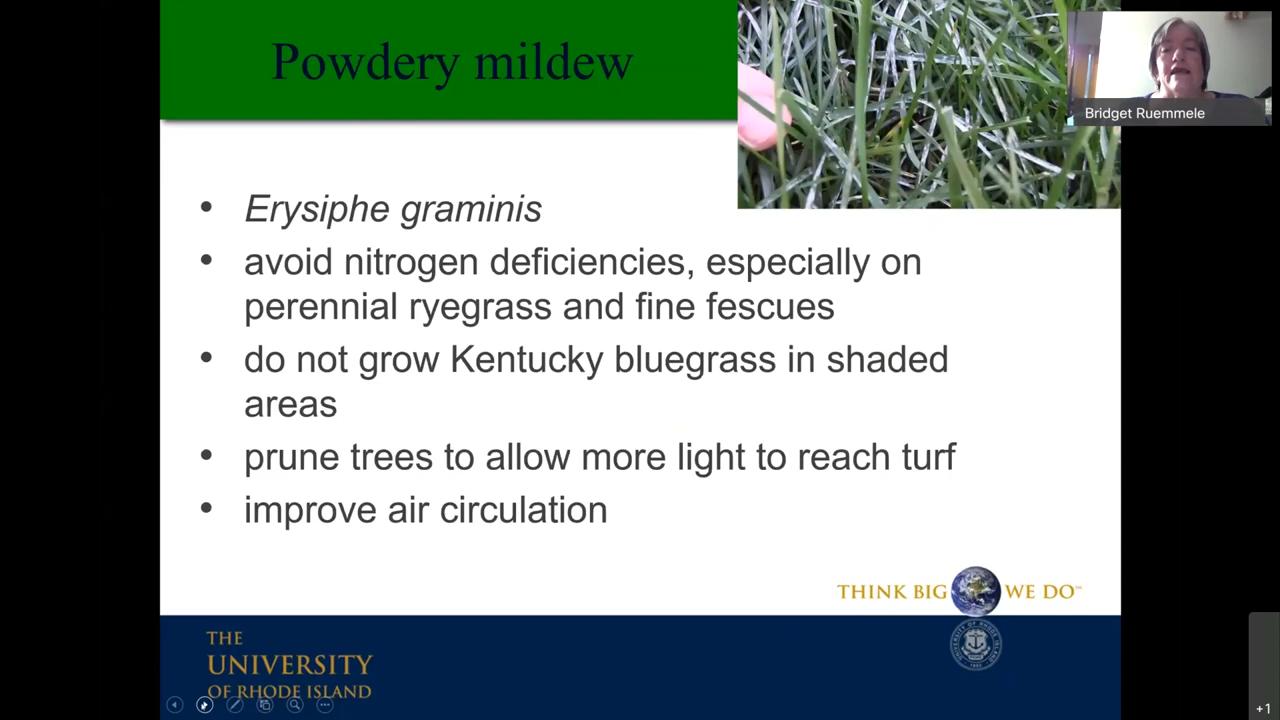 Powdery mildew
Bridget Ruemmele
• Erysiphe graminis
• avoid nitrogen deficiencies, especially on
perennial ryegrass and fine fescues
• do not grow Kentucky bluegrass in shaded
areas
• prune trees to allow more light to reach turf
• improve air circulation
THINK BIG WE DO™
THE
UNIVERSITY
OF RHODE ISLAND
+1